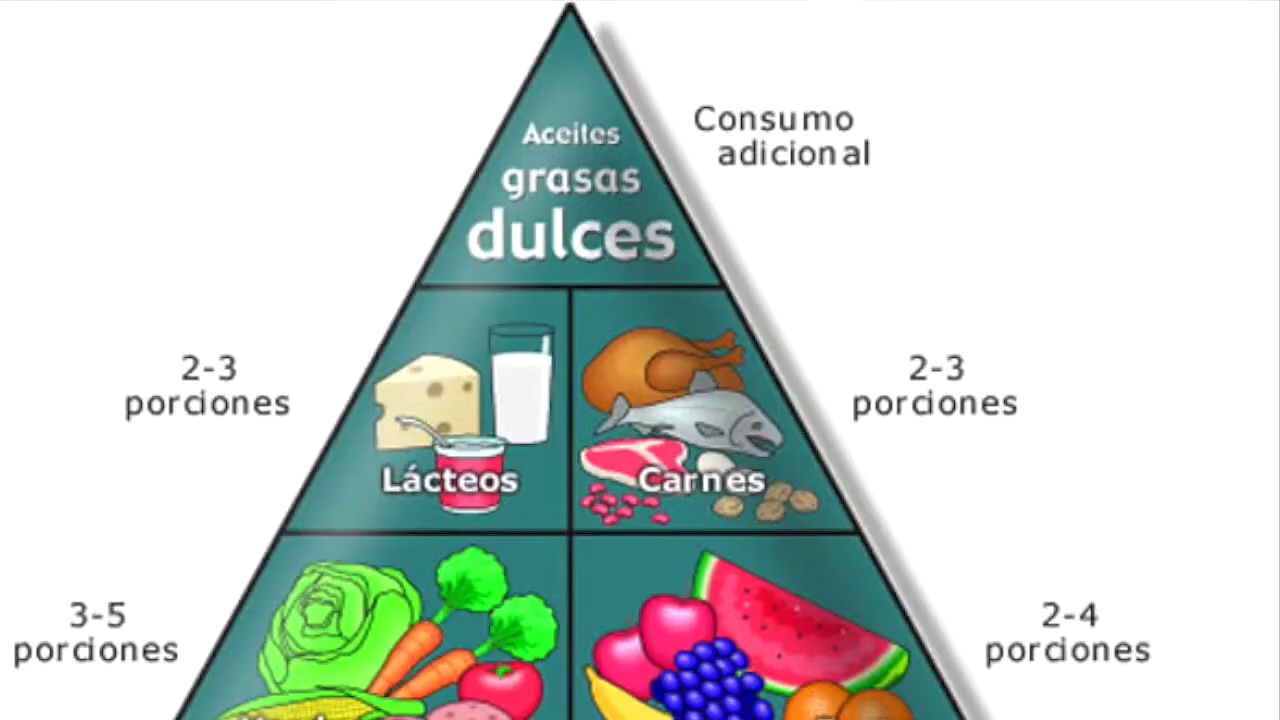 Aceites
grasas
dulces
Consumo
adicional
2-3
porciones
Lácteos
Carnes
2-3
porciones
3-5
porciones
2-4
porciones